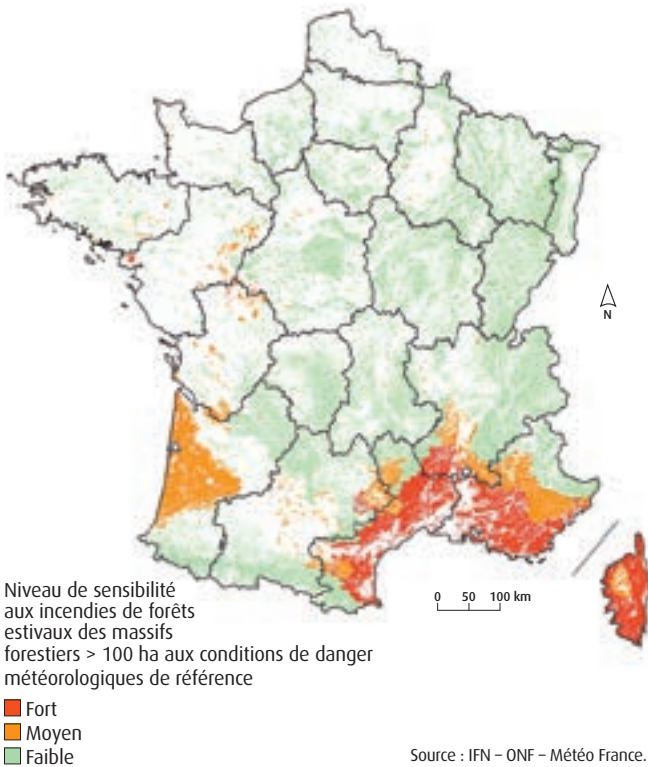 N
0 50 100 km
Niveau de sensibilité
aux incendies de forêts
estivaux des massifs
forestiers > 100 ha aux conditions de danger
météorologiques de référence
Fort
Moyen
Faible
Source : IFN – ONF – Météo France.